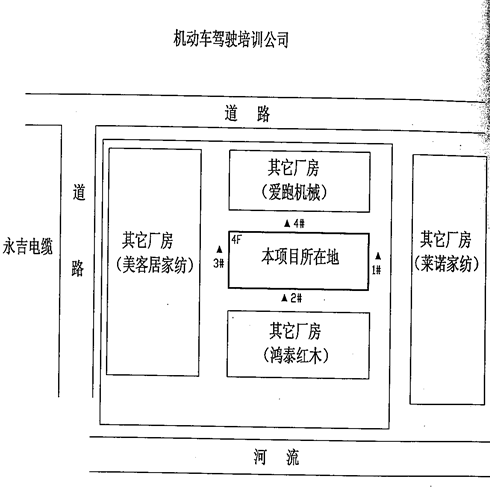 机动车驾驶培训公司
道 路
道
路
永吉电缆
其它厂房
(美客居家纺)
其它厂房
(爱跑机械)
▲4#
▲
3#
4F
本项目所在地
▲
1#
▲2#
其它厂房
(鸿泰红木)
其它厂房
(莱诺家纺)
河 流